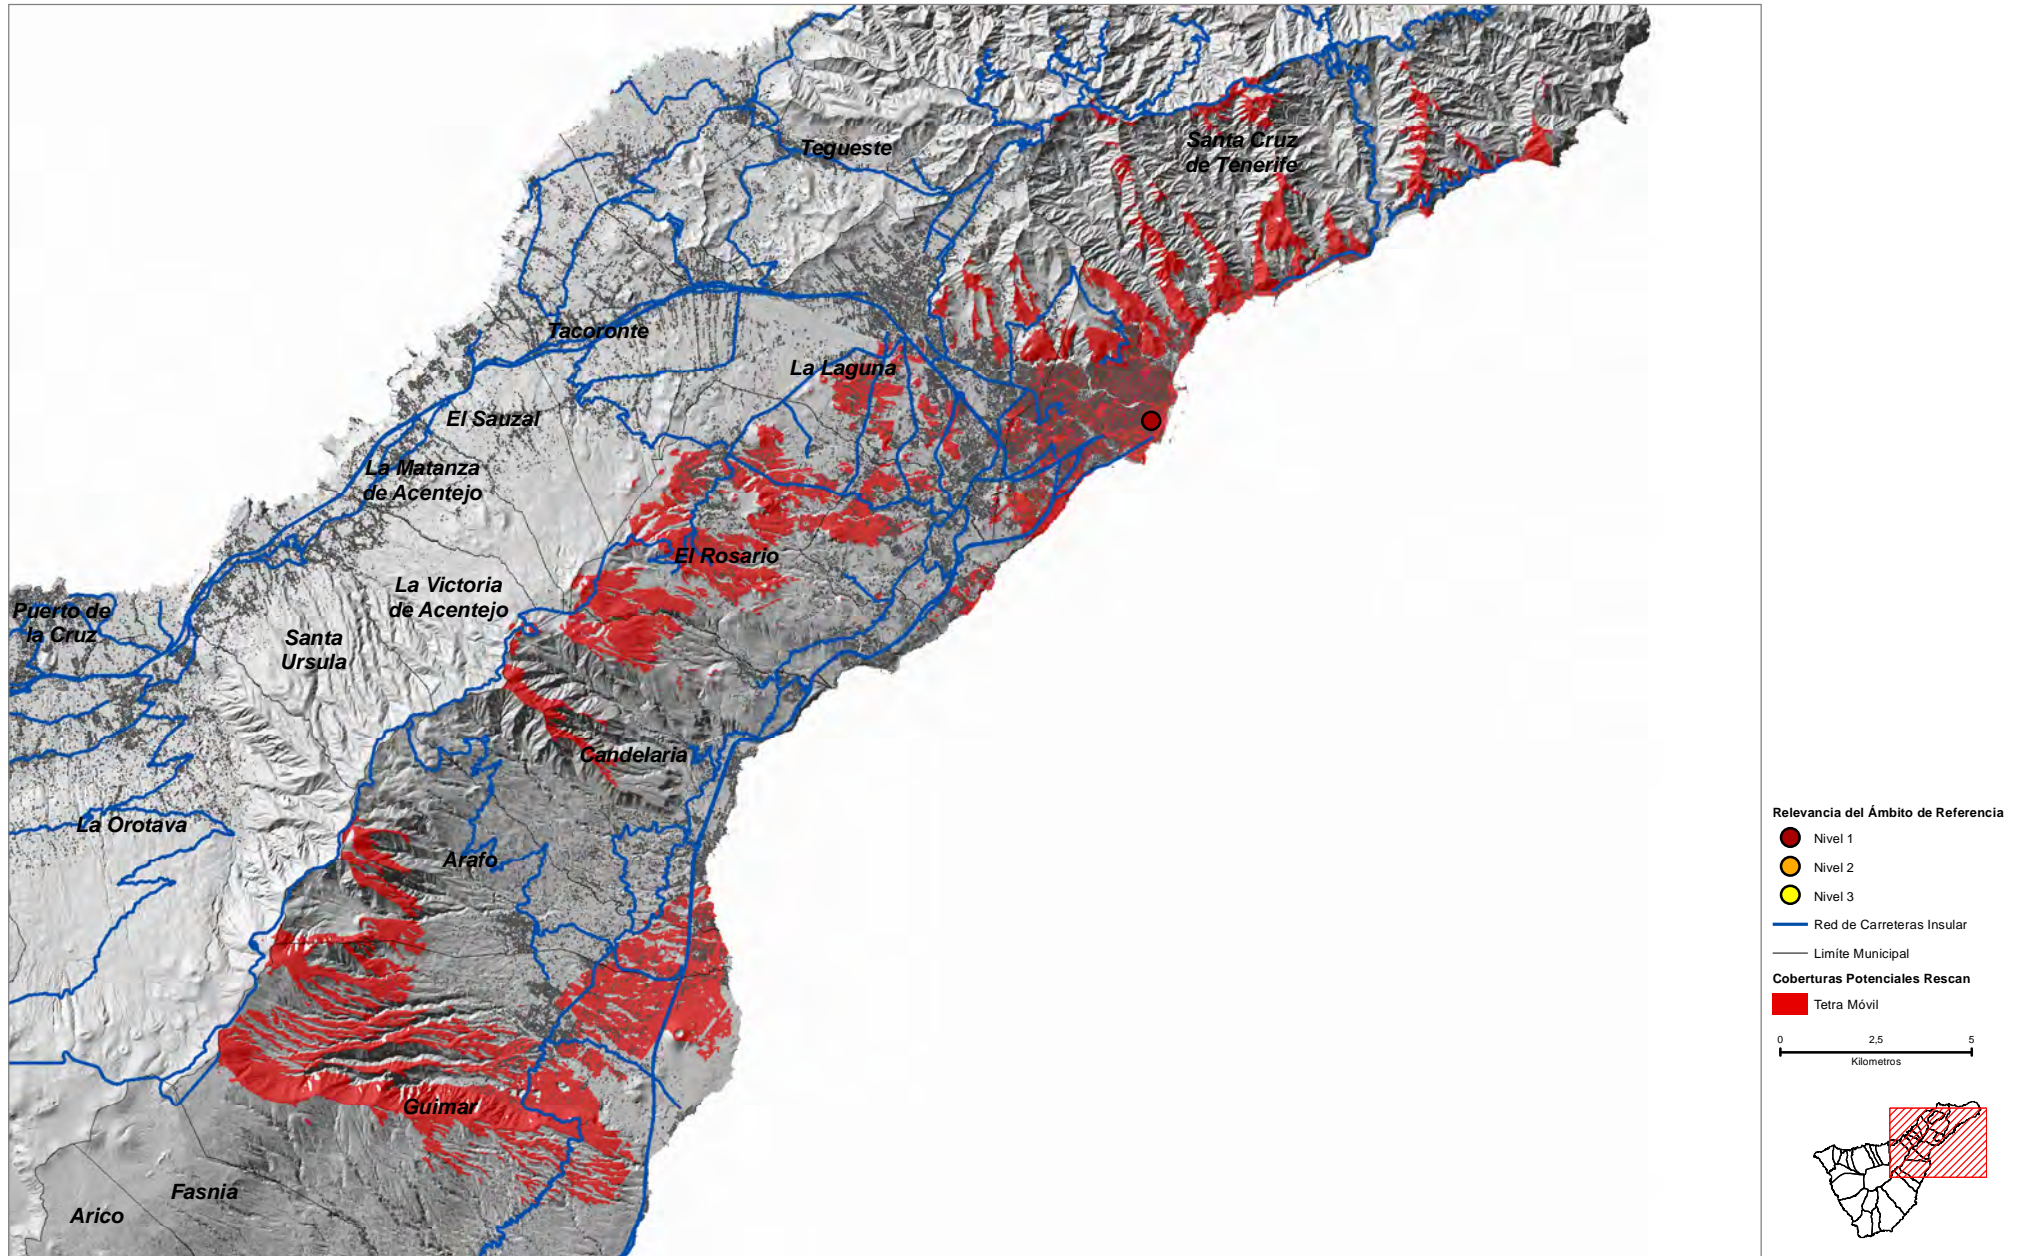 Santa Cruz
de Tenerife
Tegueste
Tacoronte
La Laguna
El Sauzal
La Matanza
de Acentejo
El Rosario
La Victoria
de Acentejo
Puerto de
la Cruz
Santa
Ursula
Candelaria
La Orotava
Arafo
Guimar
Fasnia
Arico
Relevancia del Ámbito de Referencia
Nivel 1
Nivel 2
Nivel 3
Red de Carreteras Insular
Limíte Municipal
Coberturas Potenciales Rescan
Tetra Móvil
0 2,5 5
Kilometros